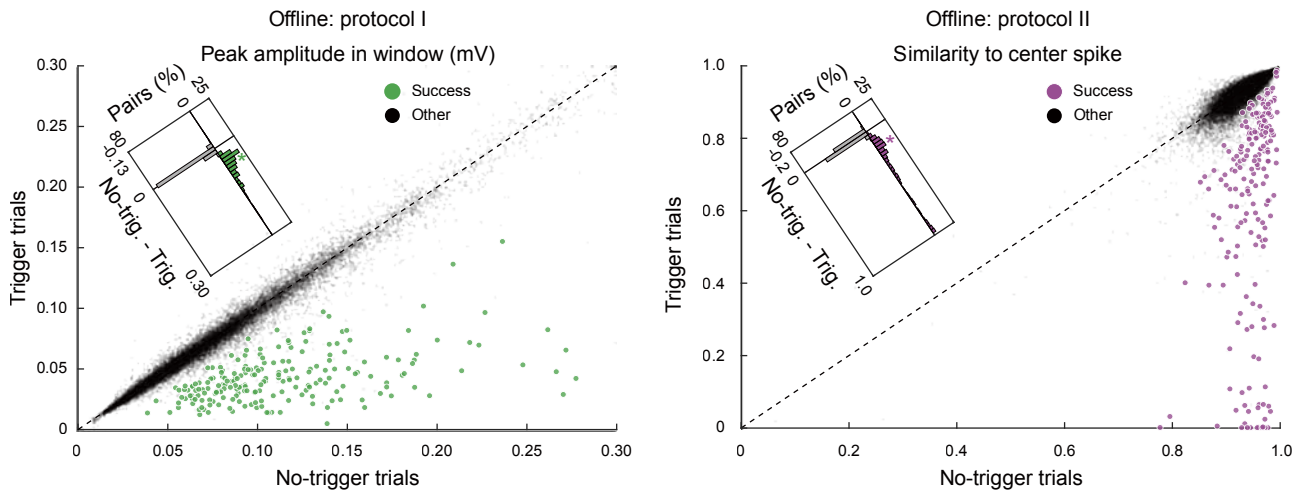 Offline: protocol I
Peak amplitude in window (mV)
0.30
0.25
0.20
0.15
0.10
0.05
0
Trigger trials
0
0.05
0.10
0.15
0.20
0.25
0.30
No-trigger trials
Success
Other
Pairs (%)
25
0
80
-0.13
0
0.30
No-trig. - Trig.
*
Offline: protocol II
Similarity to center spike
1.0
0.8
0.6
0.4
0.2
0
Trigger trials
0
0.2
0.4
0.6
0.8
1.0
No-trigger trials
Success
Other
Pairs (%)
25
0
80
-0.2
0
1.0
No-trig. - Trig.
*